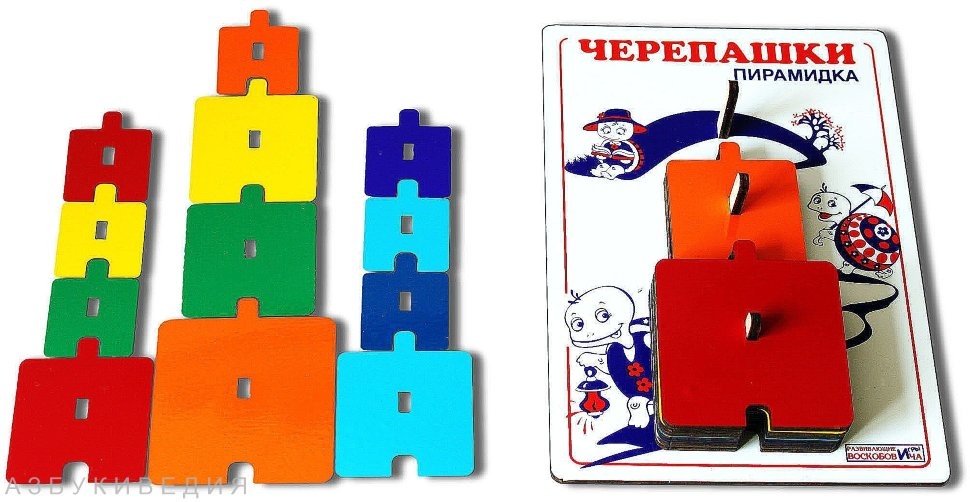 ЧЕРЕПАШКИ
ПИРАМИДКА
РАЗВИВАЮЩИЕ ИГРЫ
ВОСКОБОВИЧА
АЗБУКИВЕДИЯ